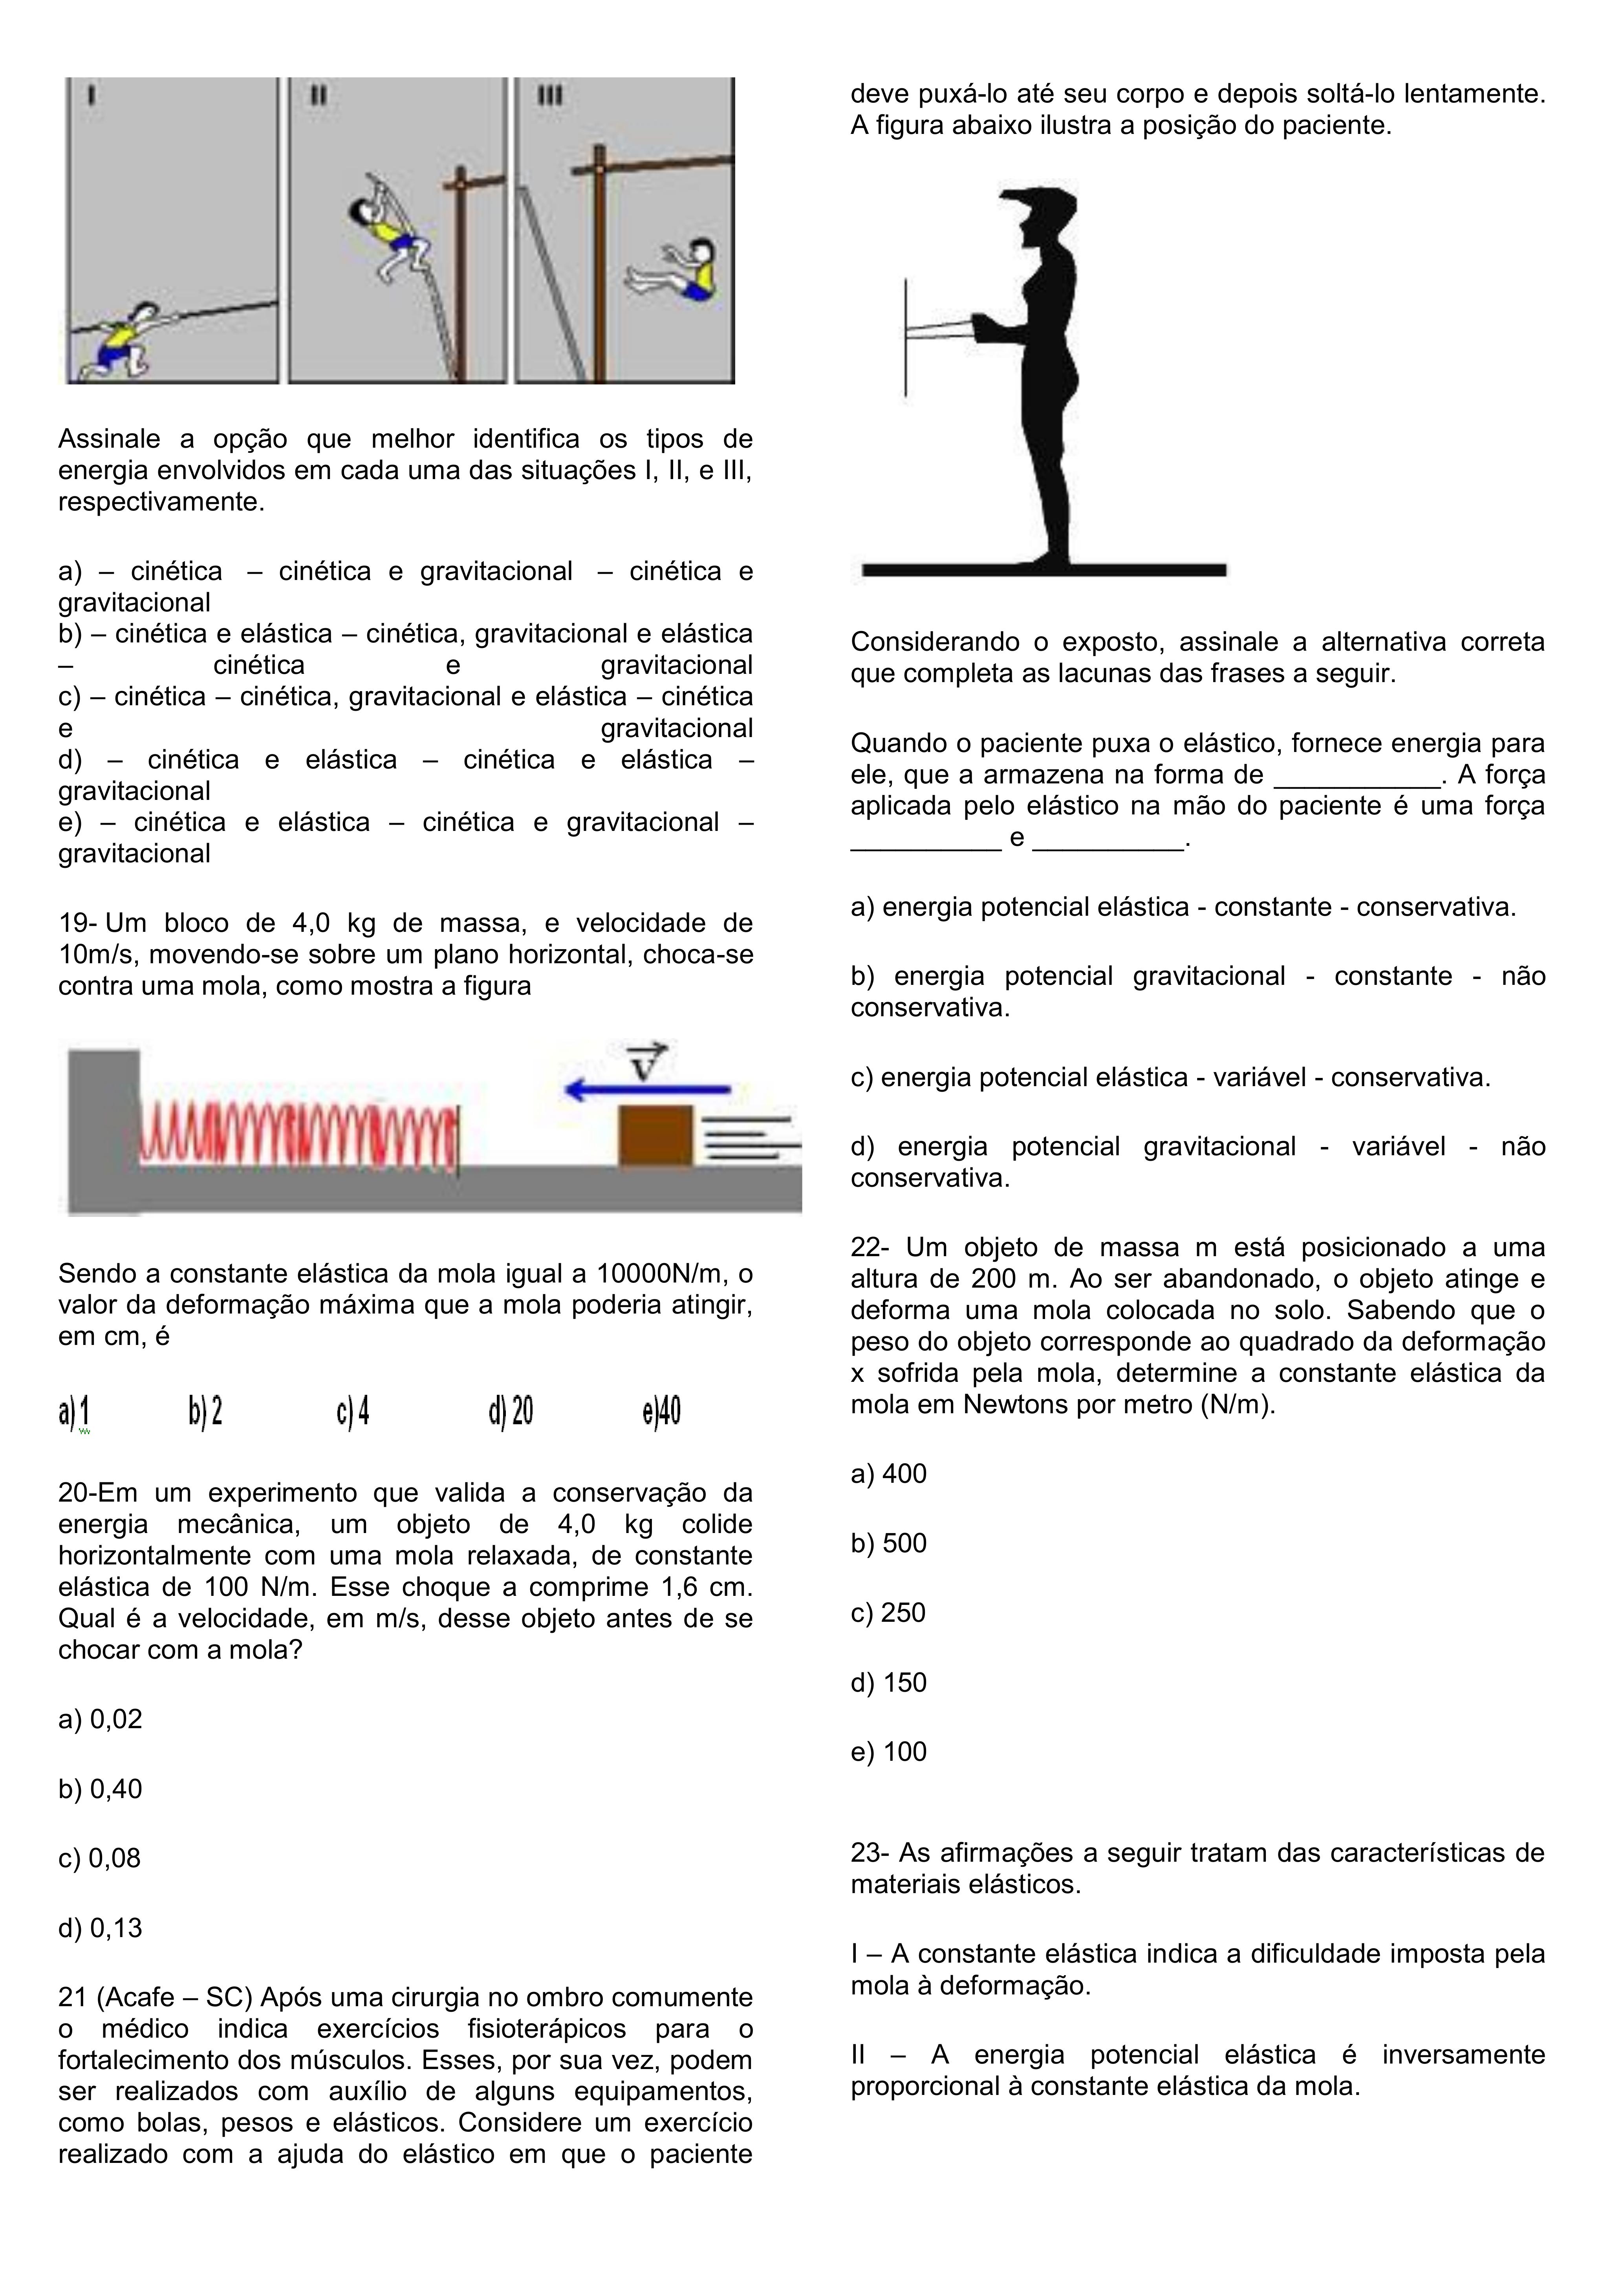 I
II
III
Assinale a opção que melhor identifica os tipos de
energia envolvidos em cada uma das situações I, II, e III,
respectivamente.
a) – cinética – cinética e gravitacional – cinética e
gravitacional
b) – cinética e elástica – cinética, gravitacional e elástica
– cinética e gravitacional
c) – cinética – cinética, gravitacional e elástica – cinética
e gravitacional
d) – cinética e elástica – cinética e elástica –
gravitacional
e) – cinética e elástica – cinética e gravitacional –
gravitacional
19- Um bloco de 4,0 kg de massa, e velocidade de
10m/s, movendo-se sobre um plano horizontal, choca-se
contra uma mola, como mostra a figura
v
Sendo a constante elástica da mola igual a 10000N/m, o
valor da deformação máxima que a mola poderia atingir,
em cm, é
a) 1 b) 2 c) 4 d) 20 e)40
20-Em um experimento que valida a conservação da
energia mecânica, um objeto de 4,0 kg colide
horizontalmente com uma mola relaxada, de constante
elástica de 100 N/m. Esse choque a comprime 1,6 cm.
Qual é a velocidade, em m/s, desse objeto antes de se
chocar com a mola?
a) 0,02
b) 0,40
c) 0,08
d) 0,13
21 (Acafe – SC) Após uma cirurgia no ombro comumente
o médico indica exercícios fisioterápicos para o
fortalecimento dos músculos. Esses, por sua vez, podem
ser realizados com auxílio de alguns equipamentos,
como bolas, pesos e elásticos. Considere um exercício
realizado com a ajuda do elástico em que o paciente
deve puxá-lo até seu corpo e depois soltá-lo lentamente.
A figura abaixo ilustra a posição do paciente.
Considerando o exposto, assinale a alternativa correta
que completa as lacunas das frases a seguir.
Quando o paciente puxa o elástico, fornece energia para
ele, que a armazena na forma de ___________. A força
aplicada pelo elástico na mão do paciente é uma força
__________ e __________.
a) energia potencial elástica - constante - conservativa.
b) energia potencial gravitacional - constante - não
conservativa.
c) energia potencial elástica - variável - conservativa.
d) energia potencial gravitacional - variável - não
conservativa.
22- Um objeto de massa m está posicionado a uma
altura de 200 m. Ao ser abandonado, o objeto atinge e
deforma uma mola colocada no solo. Sabendo que o
peso do objeto corresponde ao quadrado da deformação
x sofrida pela mola, determine a constante elástica da
mola em Newtons por metro (N/m).
a) 400
b) 500
c) 250
d) 150
e) 100
23- As afirmações a seguir tratam das características de
materiais elásticos.
I – A constante elástica indica a dificuldade imposta pela
mola à deformação.
II – A energia potencial elástica é inversamente
proporcional à constante elástica da mola.